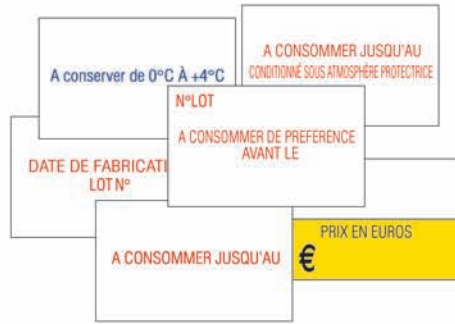 A conserver de 0°C À +4°C
A CONSOMMER JUSQU'AU
CONDITIONNÉ SOUS ATMOSPHÈRE PROTECTRICE
N°LOT
A CONSOMMER DE PREFERENCE
AVANT LE
DATE DE FABRICATI
LOT N°
A CONSOMMER JUSQU'AU
PRIX EN EUROS
€